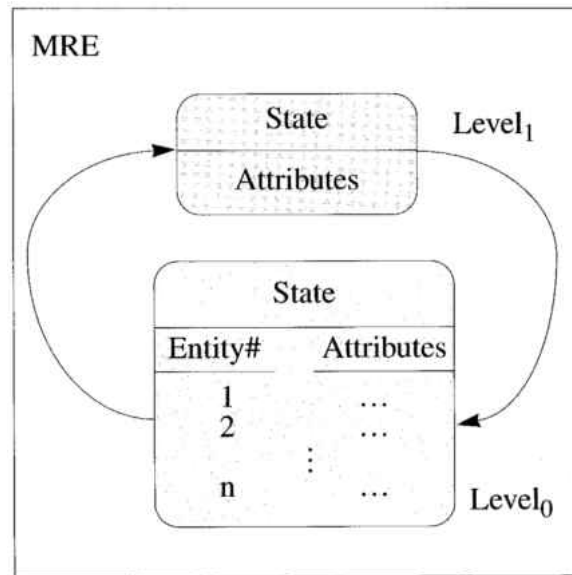 MRE
State
Level₁
Attributes
State
Entity# Attributes
1 ...
2 ...
⋮
n ...
Level₀